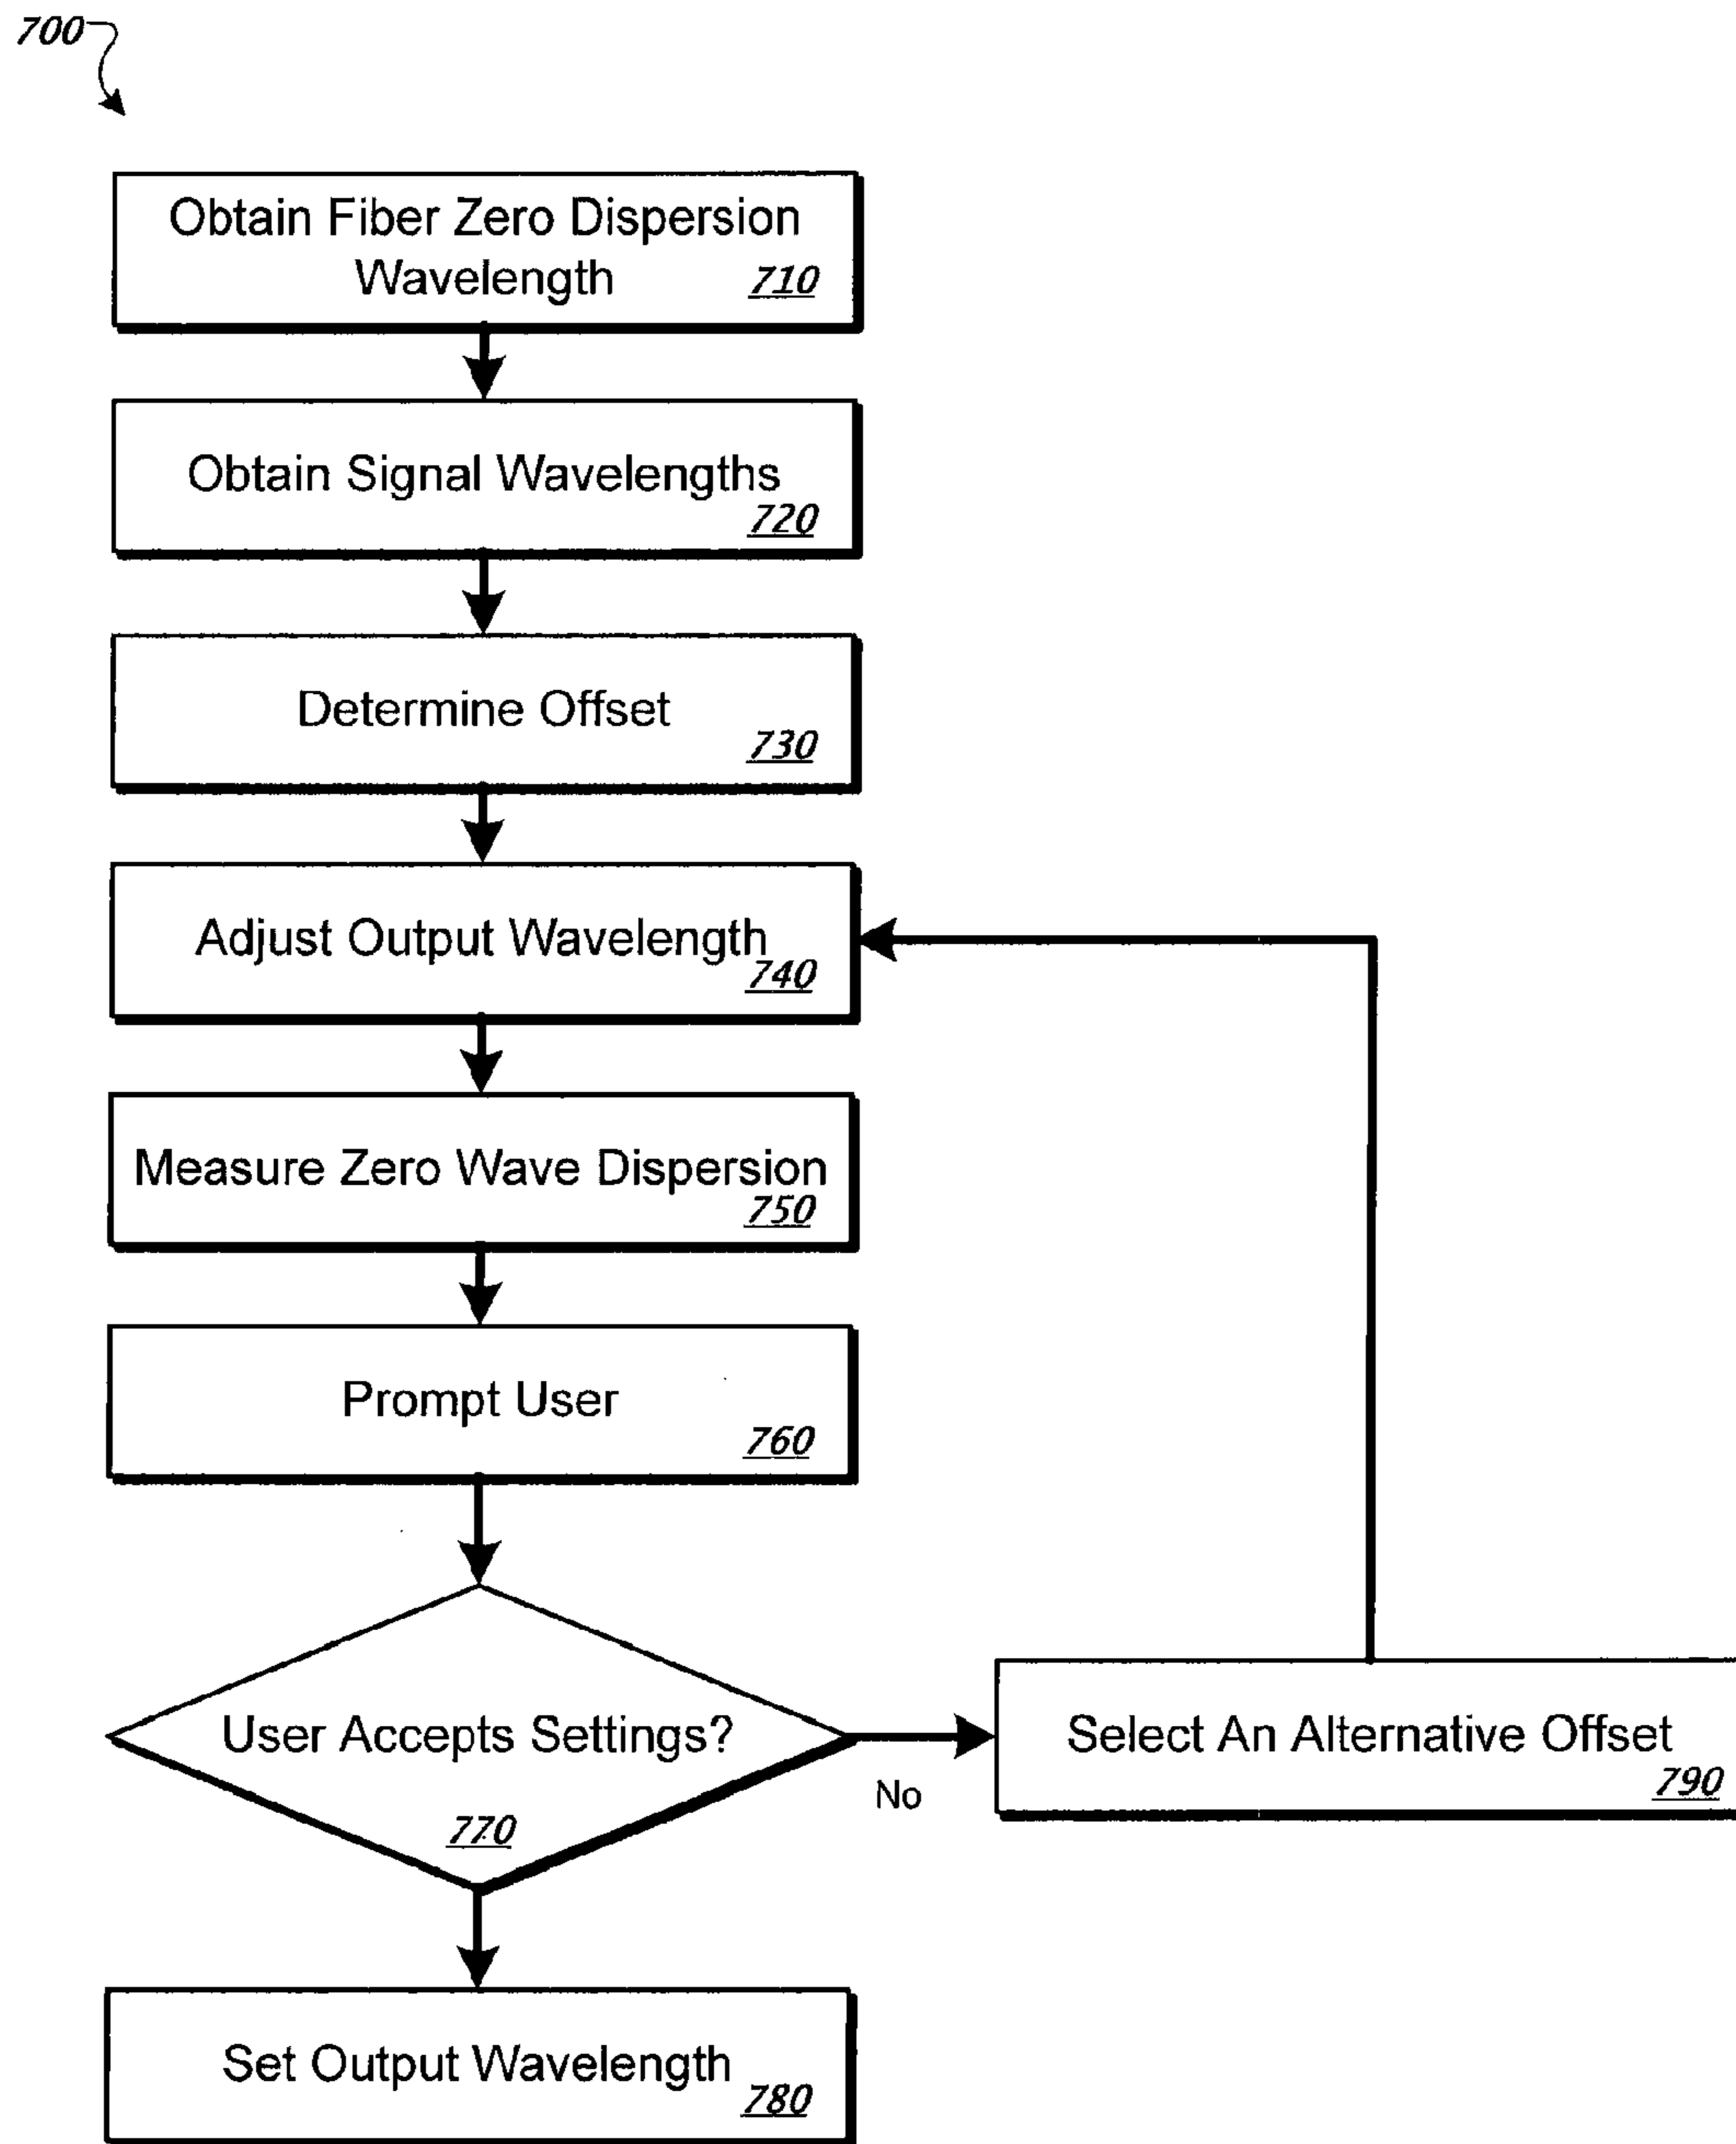 700
Obtain Fiber Zero Dispersion
Wavelength 710
Obtain Signal Wavelengths
720
Determine Offset
730
Adjust Output Wavelength
740
Measure Zero Wave Dispersion
750
Prompt User
760
User Accepts Settings?
770
No
Select An Alternative Offset
790
Set Output Wavelength
780